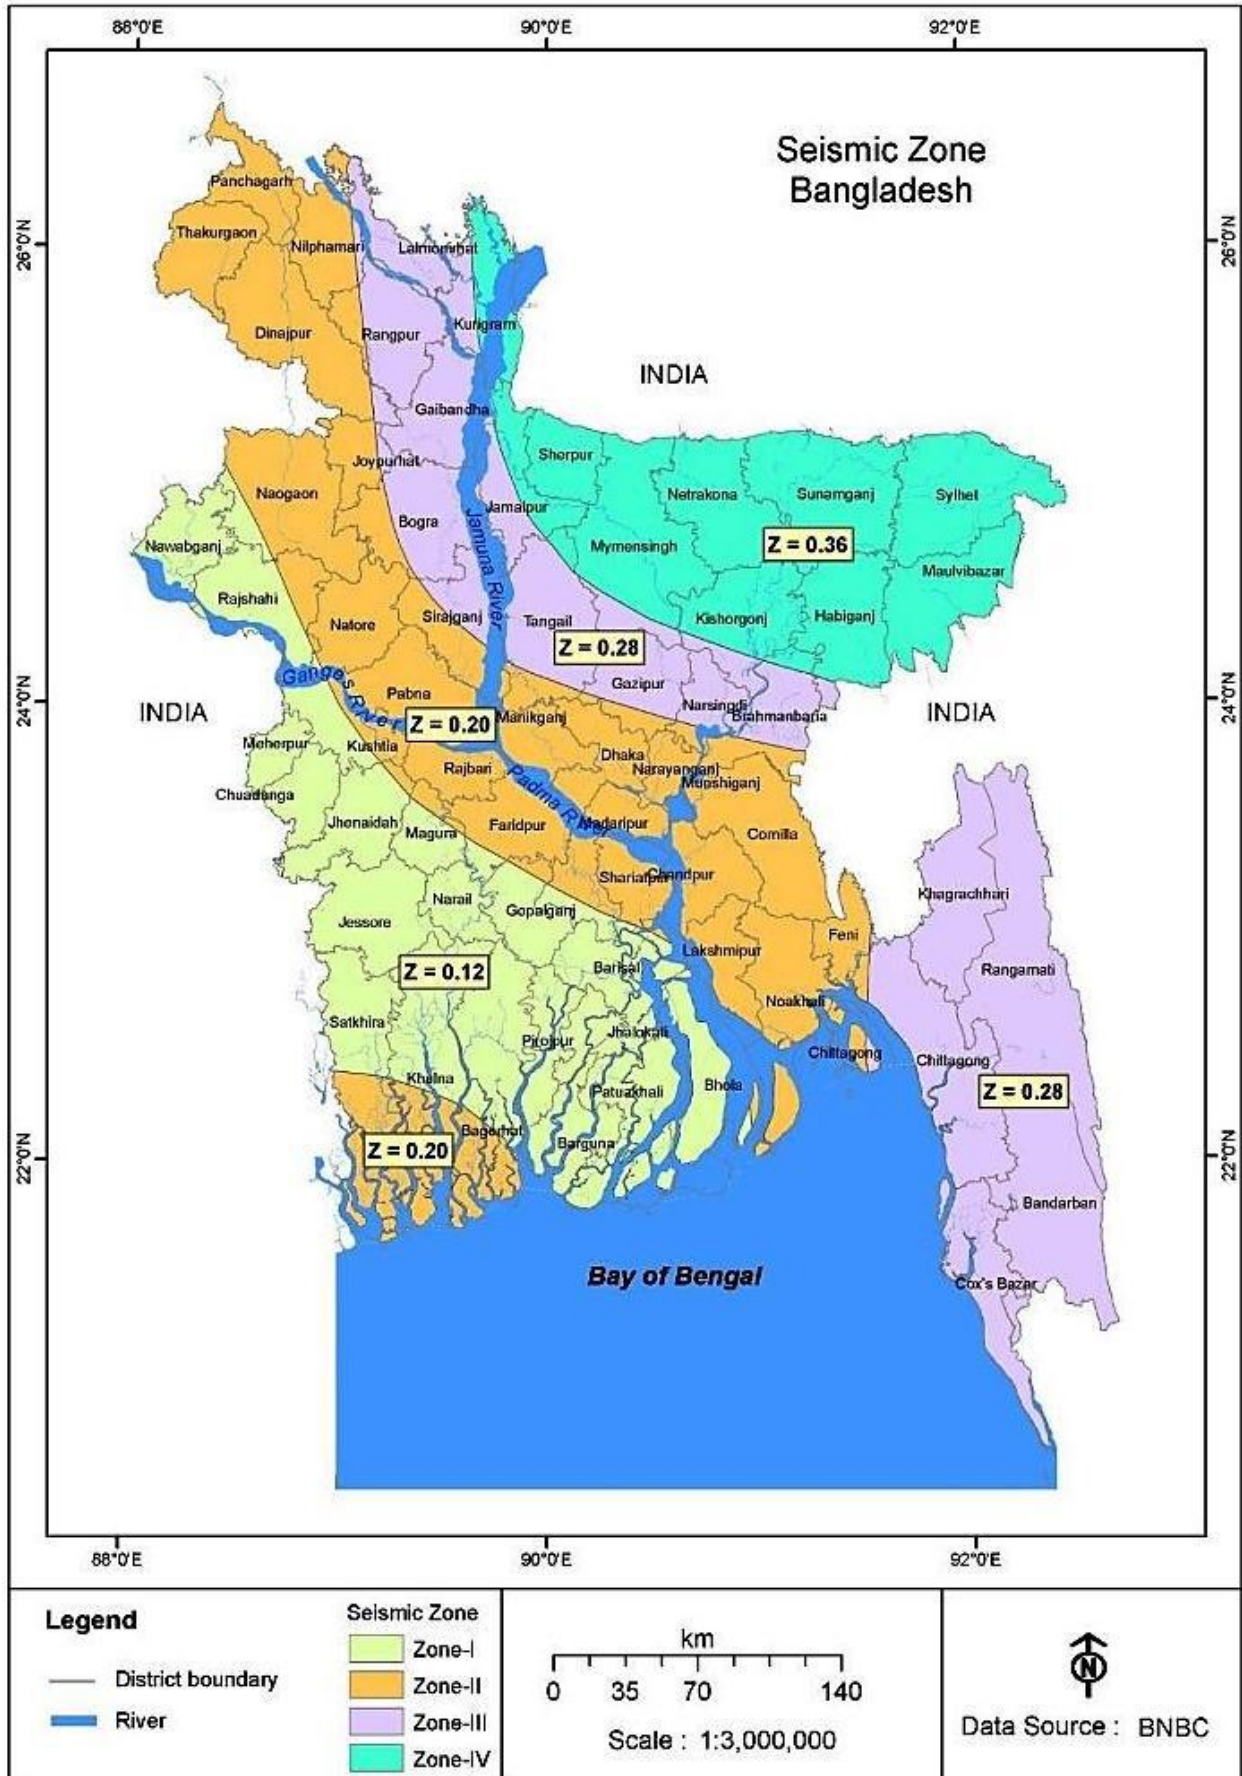 88°0'E 90°0'E 92°0'E
Seismic Zone
Bangladesh
26°0'N
26°0'N
24°0'N
24°0'N
22°0'N
22°0'N
Panchagarh
Thakurgaon
Nilphamari
Lalmonirhat
Dinajpur
Rangpur
Kurigram
INDIA
Gaibandha
Joypurhat
Sherpur
Naogaon
Netrakona
Sunamganj
Sylhet
Bogra
Jamalpur
Jamuna River
Nawabganj
Mymensingh
Z = 0.36
Maulvibazar
Rajshahi
Natore
Sirajganj
Tangail
Kishorgonj
Habiganj
Z = 0.28
Ganges River
Pabna
Gazipur
INDIA
Z = 0.20
Manikganj
Narsingdi
Brahmanbaria
INDIA
Meherpur
Kushtia
Dhaka
Rajbari
Padma River
Narayanganj
Munshiganj
Chuadanga
Jhenaidah
Magura
Faridpur
Madaripur
Comilla
Shariatpur
Chandpur
Khagrachhari
Jessore
Narail
Gopalganj
Feni
Lakshmipur
Z = 0.12
Barisal
Rangamati
Noakhali
Satkhira
Pirojpur
Jhalokati
Chittagong
Chittagong
Khulna
Patuakhali
Bhola
Z = 0.28
Bagerhat
Barguna
Z = 0.20
Bandarban
Bay of Bengal
Cox's Bazar
88°0'E 90°0'E 92°0'E
Legend
District boundary
River
Seismic Zone
Zone-I
Zone-II
Zone-III
Zone-IV
km
0 35 70 140
Scale : 1:3,000,000
N
Data Source : BNBC